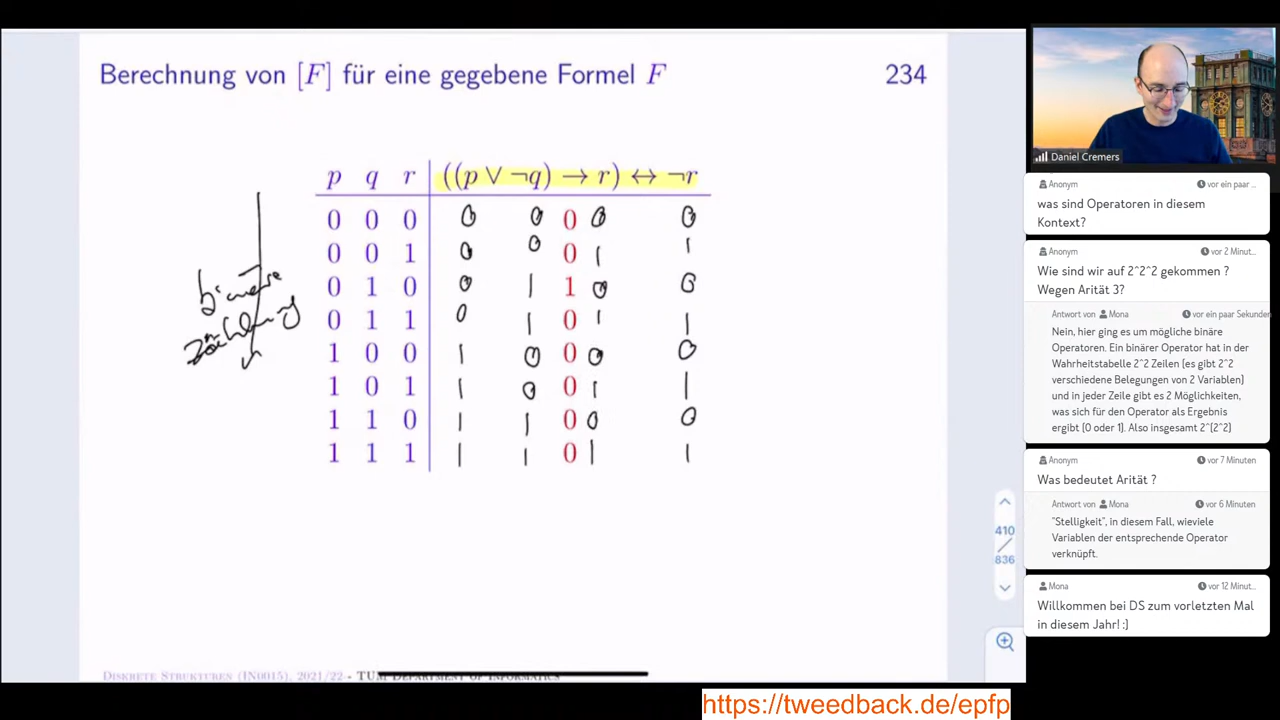 Berechnung von [F] für eine gegebene Formel F 234
p q r ((p ∨ ¬q) → r) ↔ ¬r
0 0 0 0 0 0 0 0
0 0 1 0 0 0 1 1
0 1 0 0 1 1 0 0
0 1 1 0 1 0 1 1
1 0 0 1 0 0 0 0
1 0 1 1 0 0 1 1
1 1 0 1 1 0 0 0
1 1 1 1 1 0 1 1
binäre
zählung
410
836
DISKRETE STRUKTUREN (IN0015), 2021/22 - TUM DEPARTMENT OF INFORMATICS
Daniel Cremers
Anonym vor ein paar ...
was sind Operatoren in diesem
Kontext?
Anonym vor 2 Minut...
Wie sind wir auf 2^2^2 gekommen ?
Wegen Arität 3?
Antwort von Mona vor ein paar Sekunden
Nein, hier ging es um mögliche binäre
Operatoren. Ein binärer Operator hat in der
Wahrheitstabelle 2^2 Zeilen (es gibt 2^2
verschiedene Belegungen von 2 Variablen)
und in jeder Zeile gibt es 2 Möglichkeiten,
was sich für den Operator als Ergebnis
ergibt (0 oder 1). Also insgesamt 2^(2^2)
Anonym vor 7 Minuten
Was bedeutet Arität ?
Antwort von Mona vor 6 Minuten
"Stelligkeit", in diesem Fall, wieviele
Variablen der entsprechende Operator
verknüpft.
Mona vor 12 Minut...
Willkommen bei DS zum vorletzten Mal
in diesem Jahr! :]
https://tweedback.de/epfp